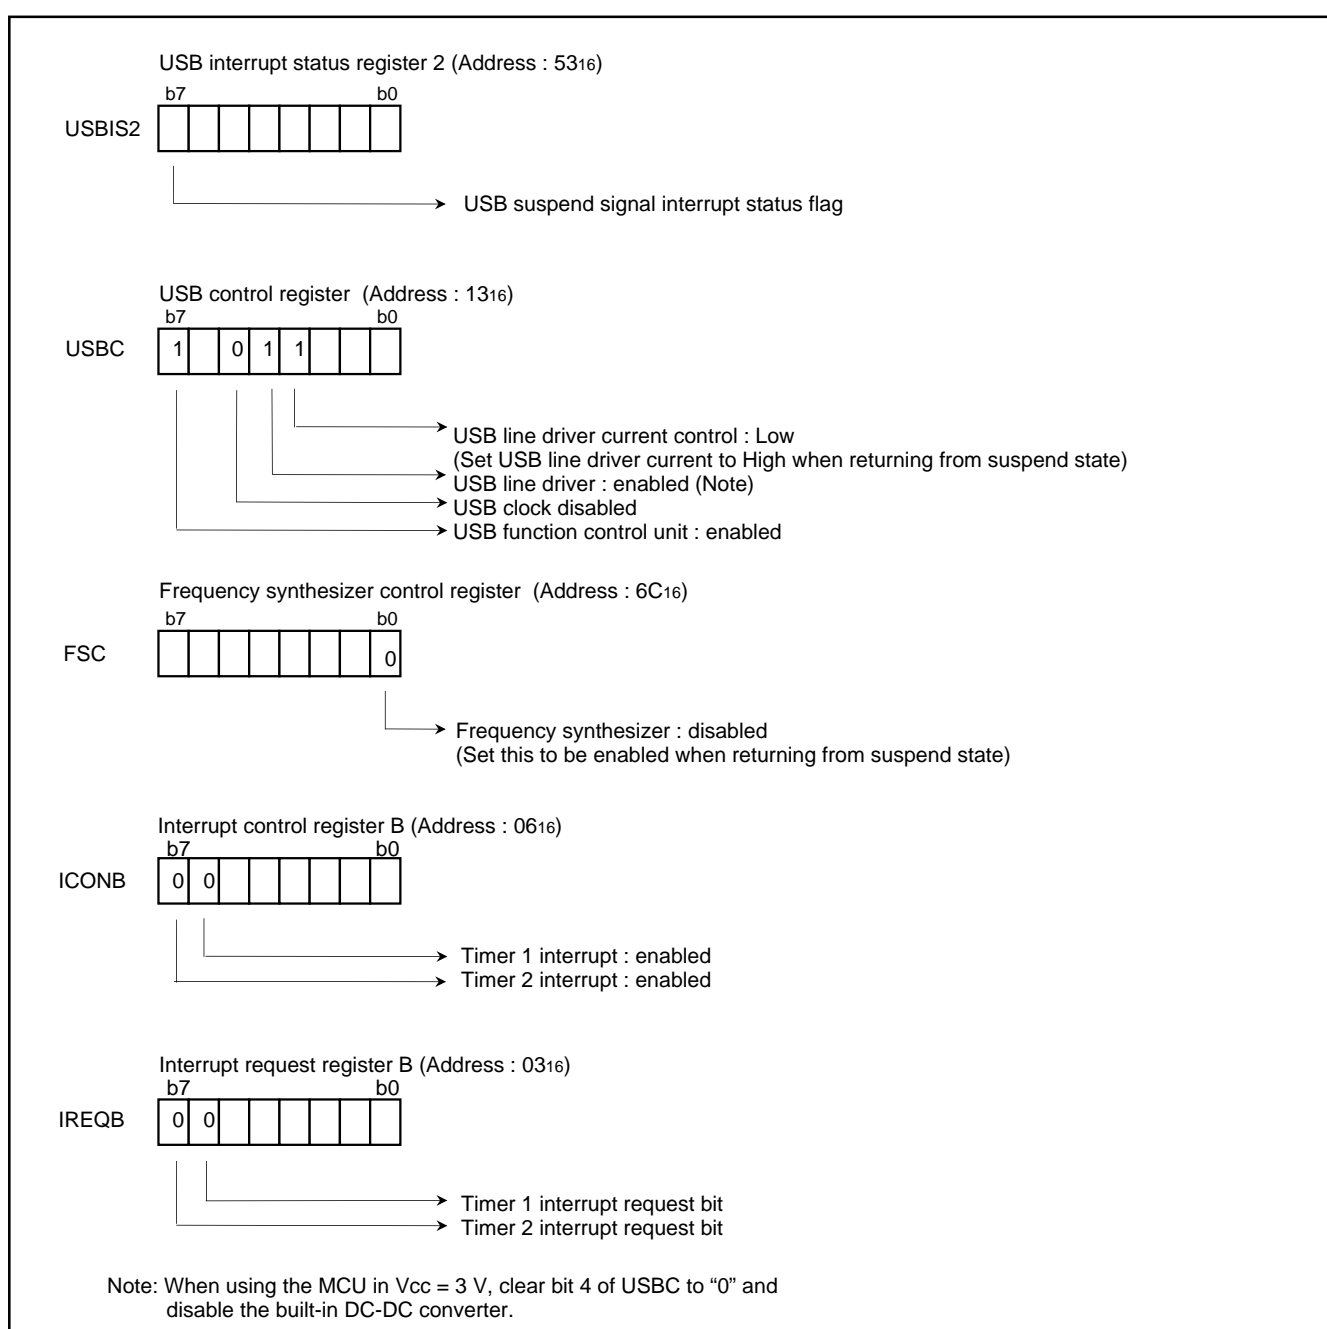 USB interrupt status register 2 (Address : 5316)
b7 b0
USBIS2
USB suspend signal interrupt status flag
USB control register (Address : 1316)
b7 b0
USBC 1 0 1 1
USB line driver current control : Low
(Set USB line driver current to High when returning from suspend state)
USB line driver : enabled (Note)
USB clock disabled
USB function control unit : enabled
Frequency synthesizer control register (Address : 6C16)
b7 b0
FSC 0
Frequency synthesizer : disabled
(Set this to be enabled when returning from suspend state)
Interrupt control register B (Address : 0616)
b7 b0
ICONB 0 0
Timer 1 interrupt : enabled
Timer 2 interrupt : enabled
Interrupt request register B (Address : 0316)
b7 b0
IREQB 0 0
Timer 1 interrupt request bit
Timer 2 interrupt request bit
Note: When using the MCU in Vcc = 3 V, clear bit 4 of USBC to “0” and
disable the built-in DC-DC converter.